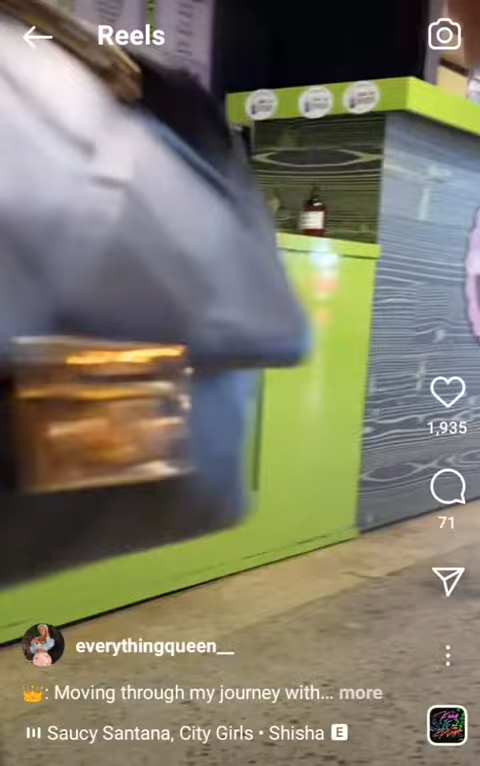 Reels
1,935
71
everythingqueen__
👑: Moving through my journey with... more
Saucy Santana, City Girls • Shisha E